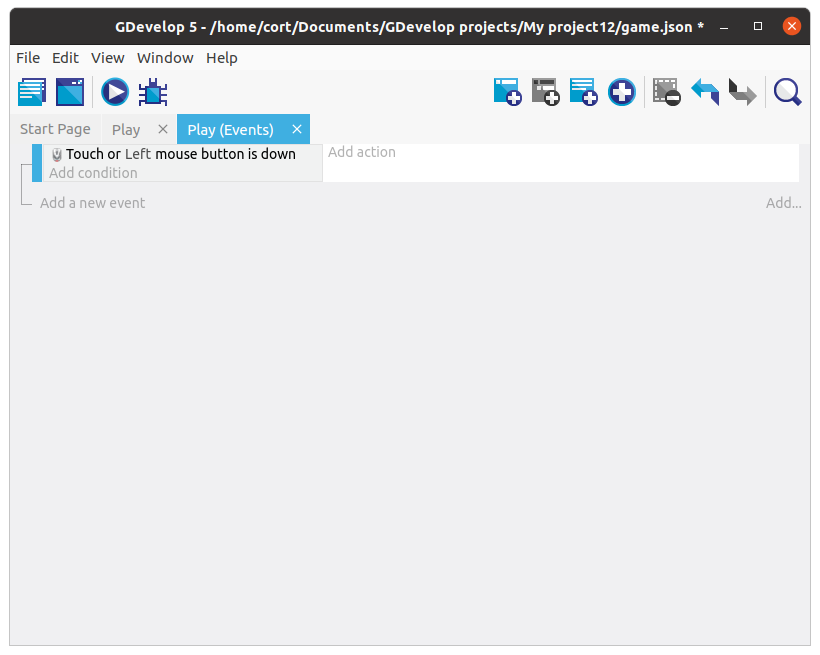 GDevelop 5 - /home/cort/Documents/GDevelop projects/My project12/game.json *
File Edit View Window Help
Start Page Play Play (Events)
Touch or Left mouse button is down Add action
Add condition
Add a new event Add...